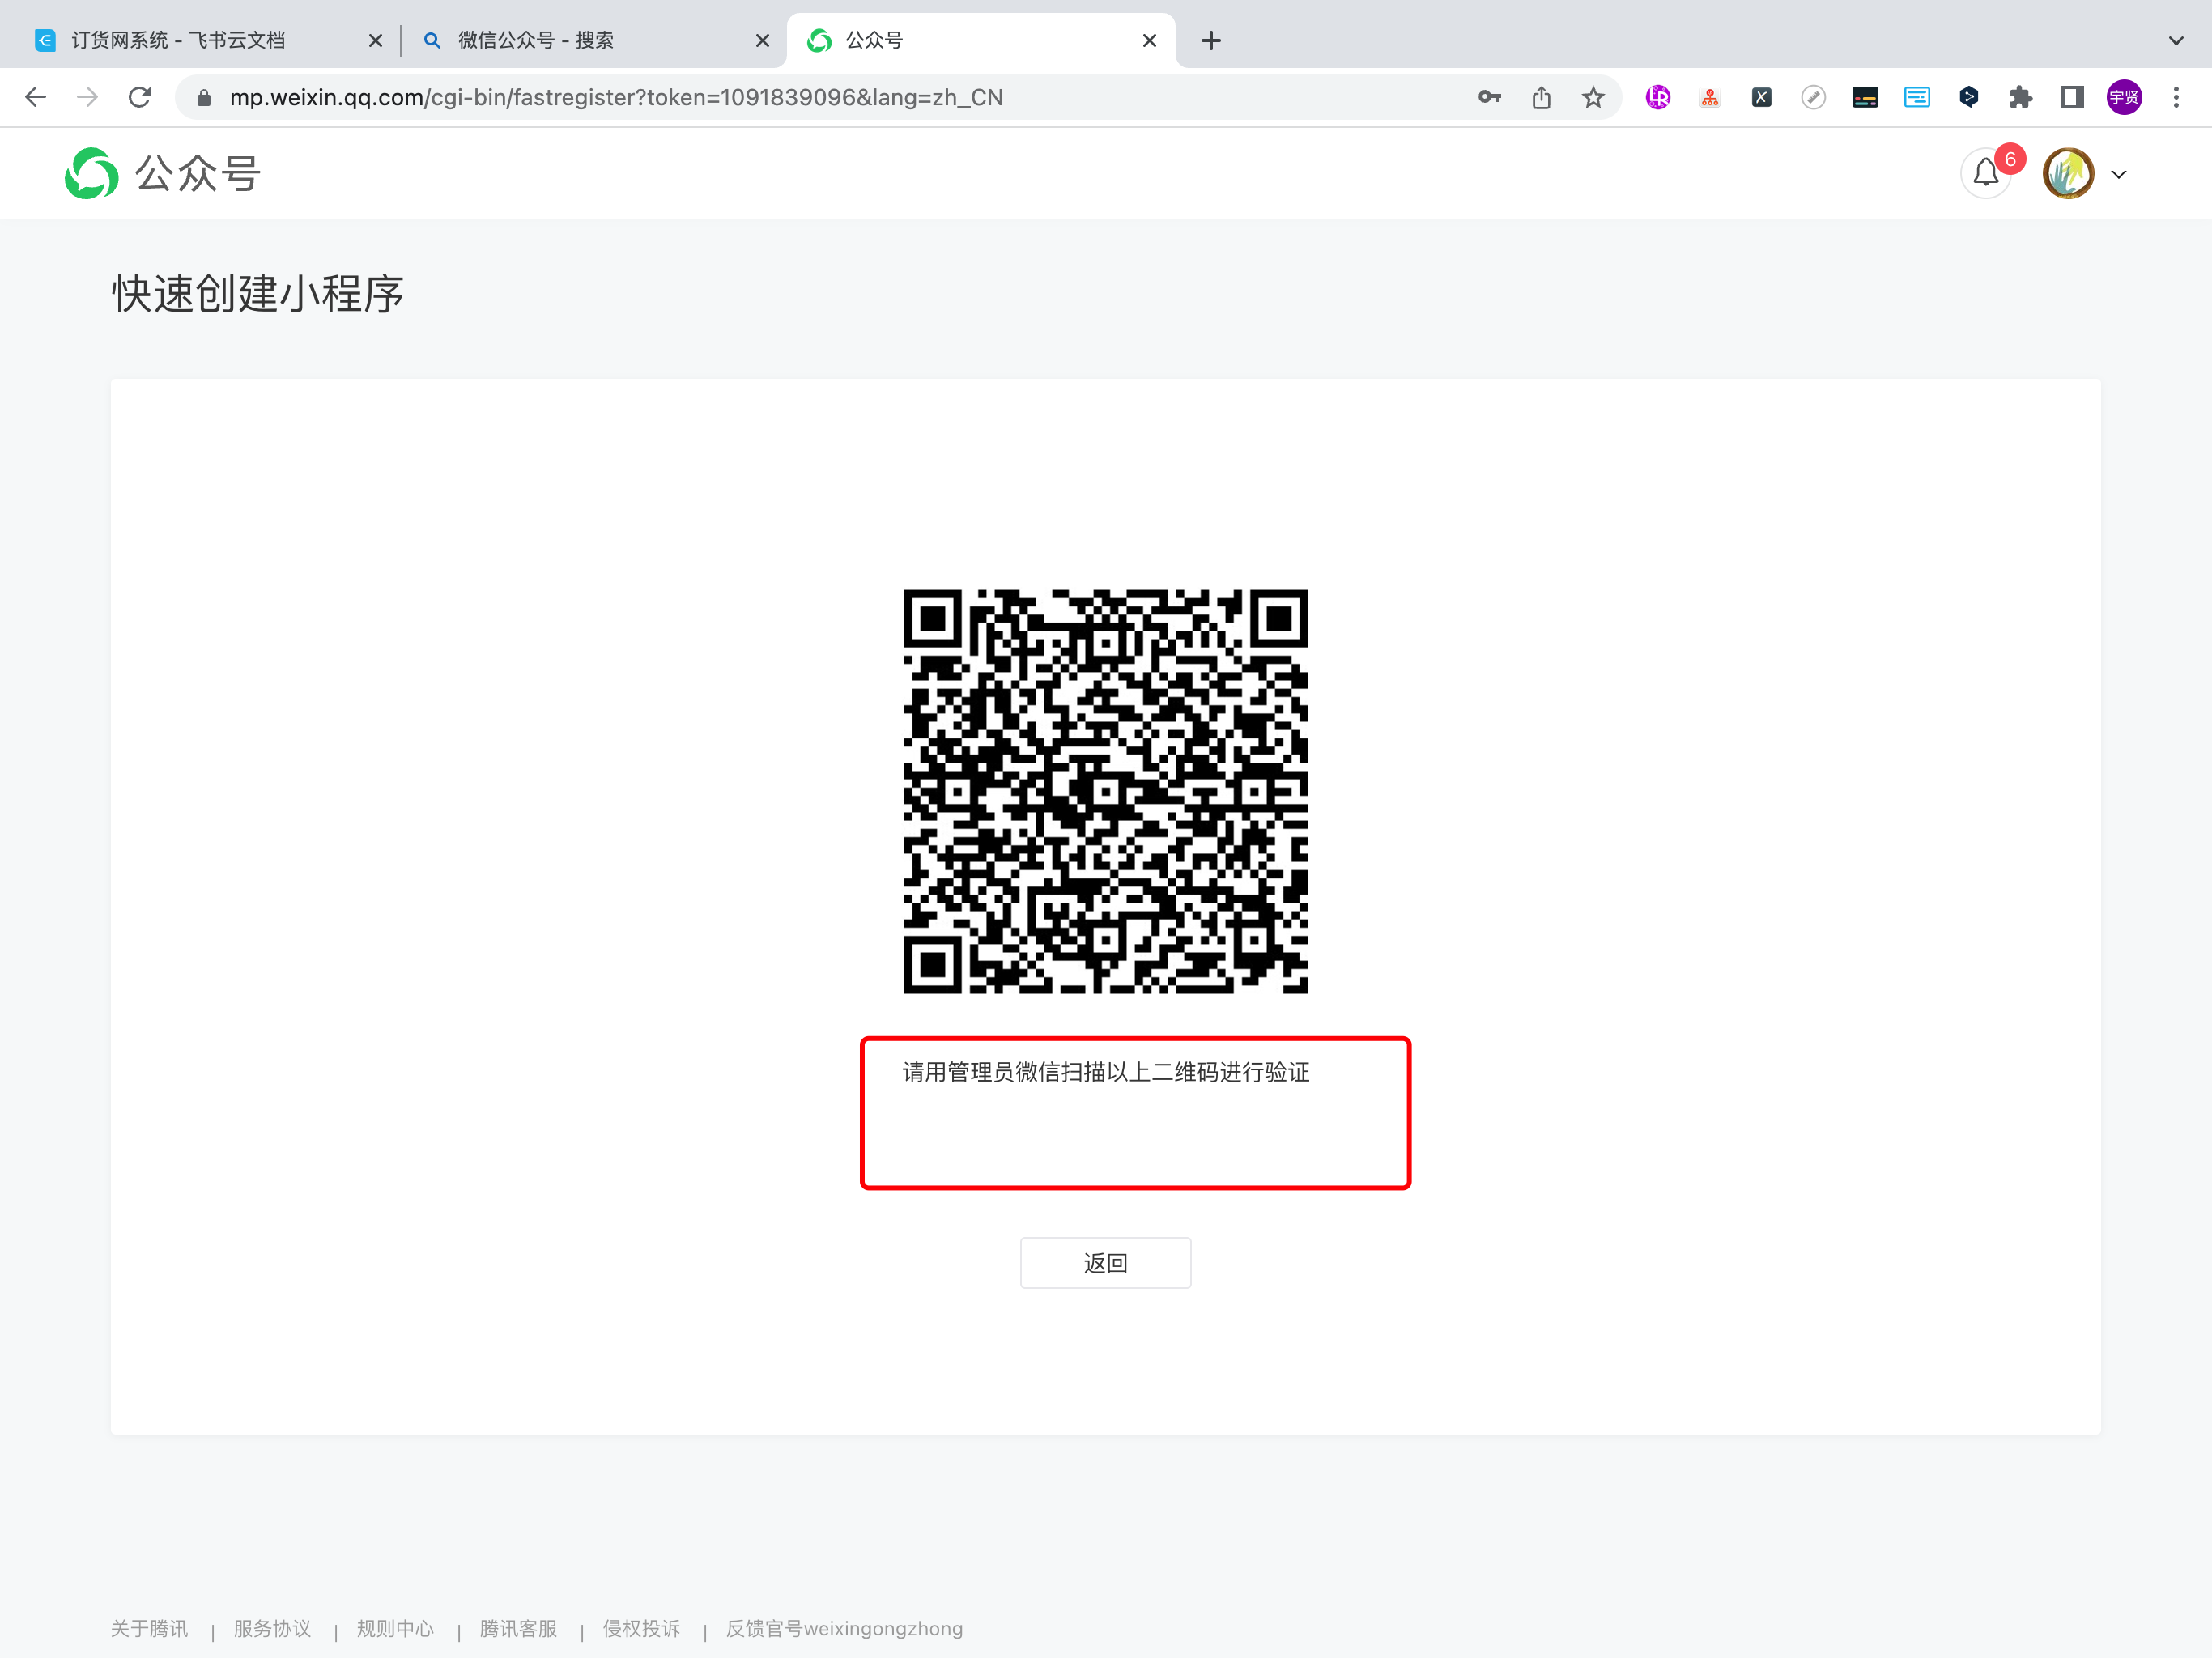 订货网系统 - 飞书云文档
微信公众号 - 搜索
公众号
mp.weixin.qq.com/cgi-bin/fastregister?token=1091839096&lang=zh_CN
宇贤
公众号
6
快速创建小程序
请用管理员微信扫描以上二维码进行验证
返回
关于腾讯 | 服务协议 | 规则中心 | 腾讯客服 | 侵权投诉 | 反馈官号weixingongzhong